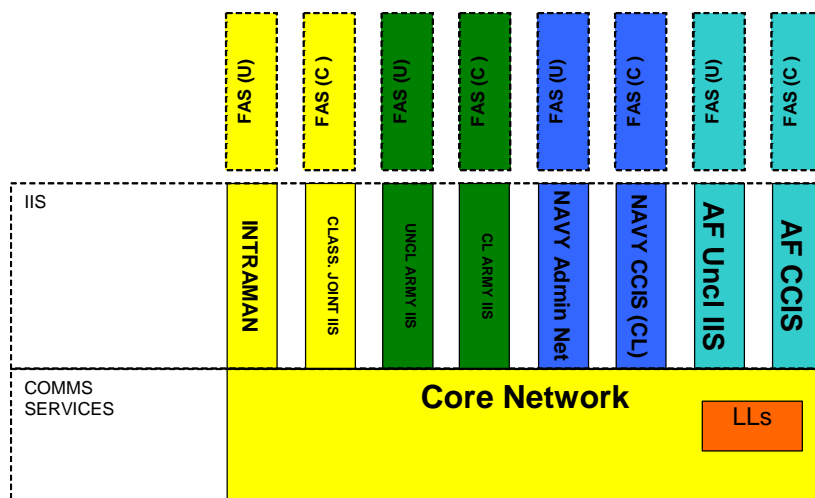 FAS (U)
FAS (C )
FAS (U)
FAS (C )
FAS (U)
FAS (C )
FAS (U)
FAS (C )
IIS
INTRAMAN
CLASS. JOINT IIS
UNCL ARMY IIS
CL ARMY IIS
NAVY Admin Net
NAVY CCIS (CL)
AF Uncl IIS
AF CCIS
COMMS
SERVICES
Core Network
LLs